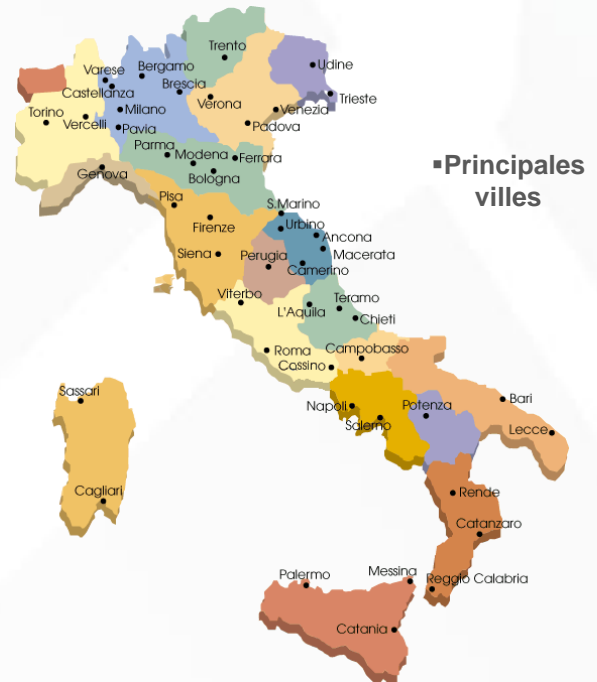 Trento
Bergamo
Udine
Varese
Brescia
Castellanza
Verona
Venezia
Trieste
Torino
Milano
Vercelli
Pavia
Padova
Parma
Modena
Ferrara
▪Principales
villes
Genova
Bologna
Pisa
S.Marino
Firenze
Urbino
Ancona
Siena
Perugia
Macerata
Camerino
Viterbo
Teramo
L'Aquila
Chieti
Roma
Campobasso
Cassino
Sassari
Napoli
Potenza
Bari
Salerno
Lecce
Cagliari
Rende
Catanzaro
Palermo
Messina
Reggio Calabria
Catania